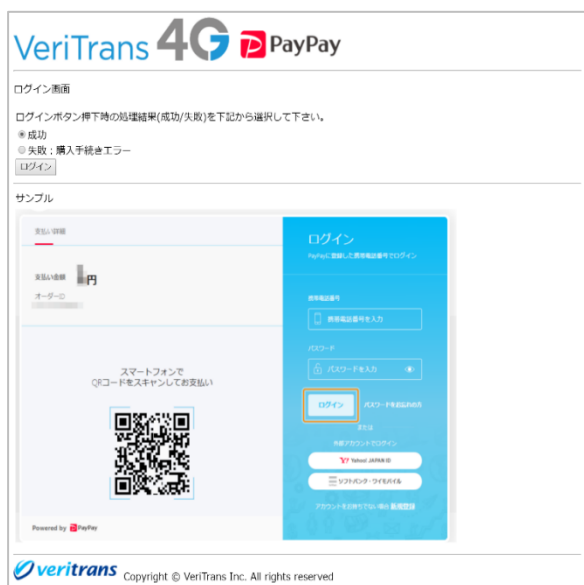 VeriTrans 4G PayPay
ログイン画面
ログインボタン押下時の処理結果(成功/失敗)を下記から選択して下さい。
成功
失敗：購入手続きエラー
ログイン
サンプル
支払い詳細
支払い金額 円
オーダーID
スマートフォンで
QRコードをスキャンしてお支払い
Powered by PayPay
ログイン
PayPayに登録した携帯電話番号でログイン
携帯電話番号
携帯電話番号を入力
パスワード
パスワードを入力
ログイン パスワードをお忘れの方
または
外部アカウントでログイン
Y! Yahoo! JAPAN ID
ソフトバンク・ワイモバイル
アカウントをお持ちでない場合 新規登録
veritrans Copyright © VeriTrans Inc. All rights reserved